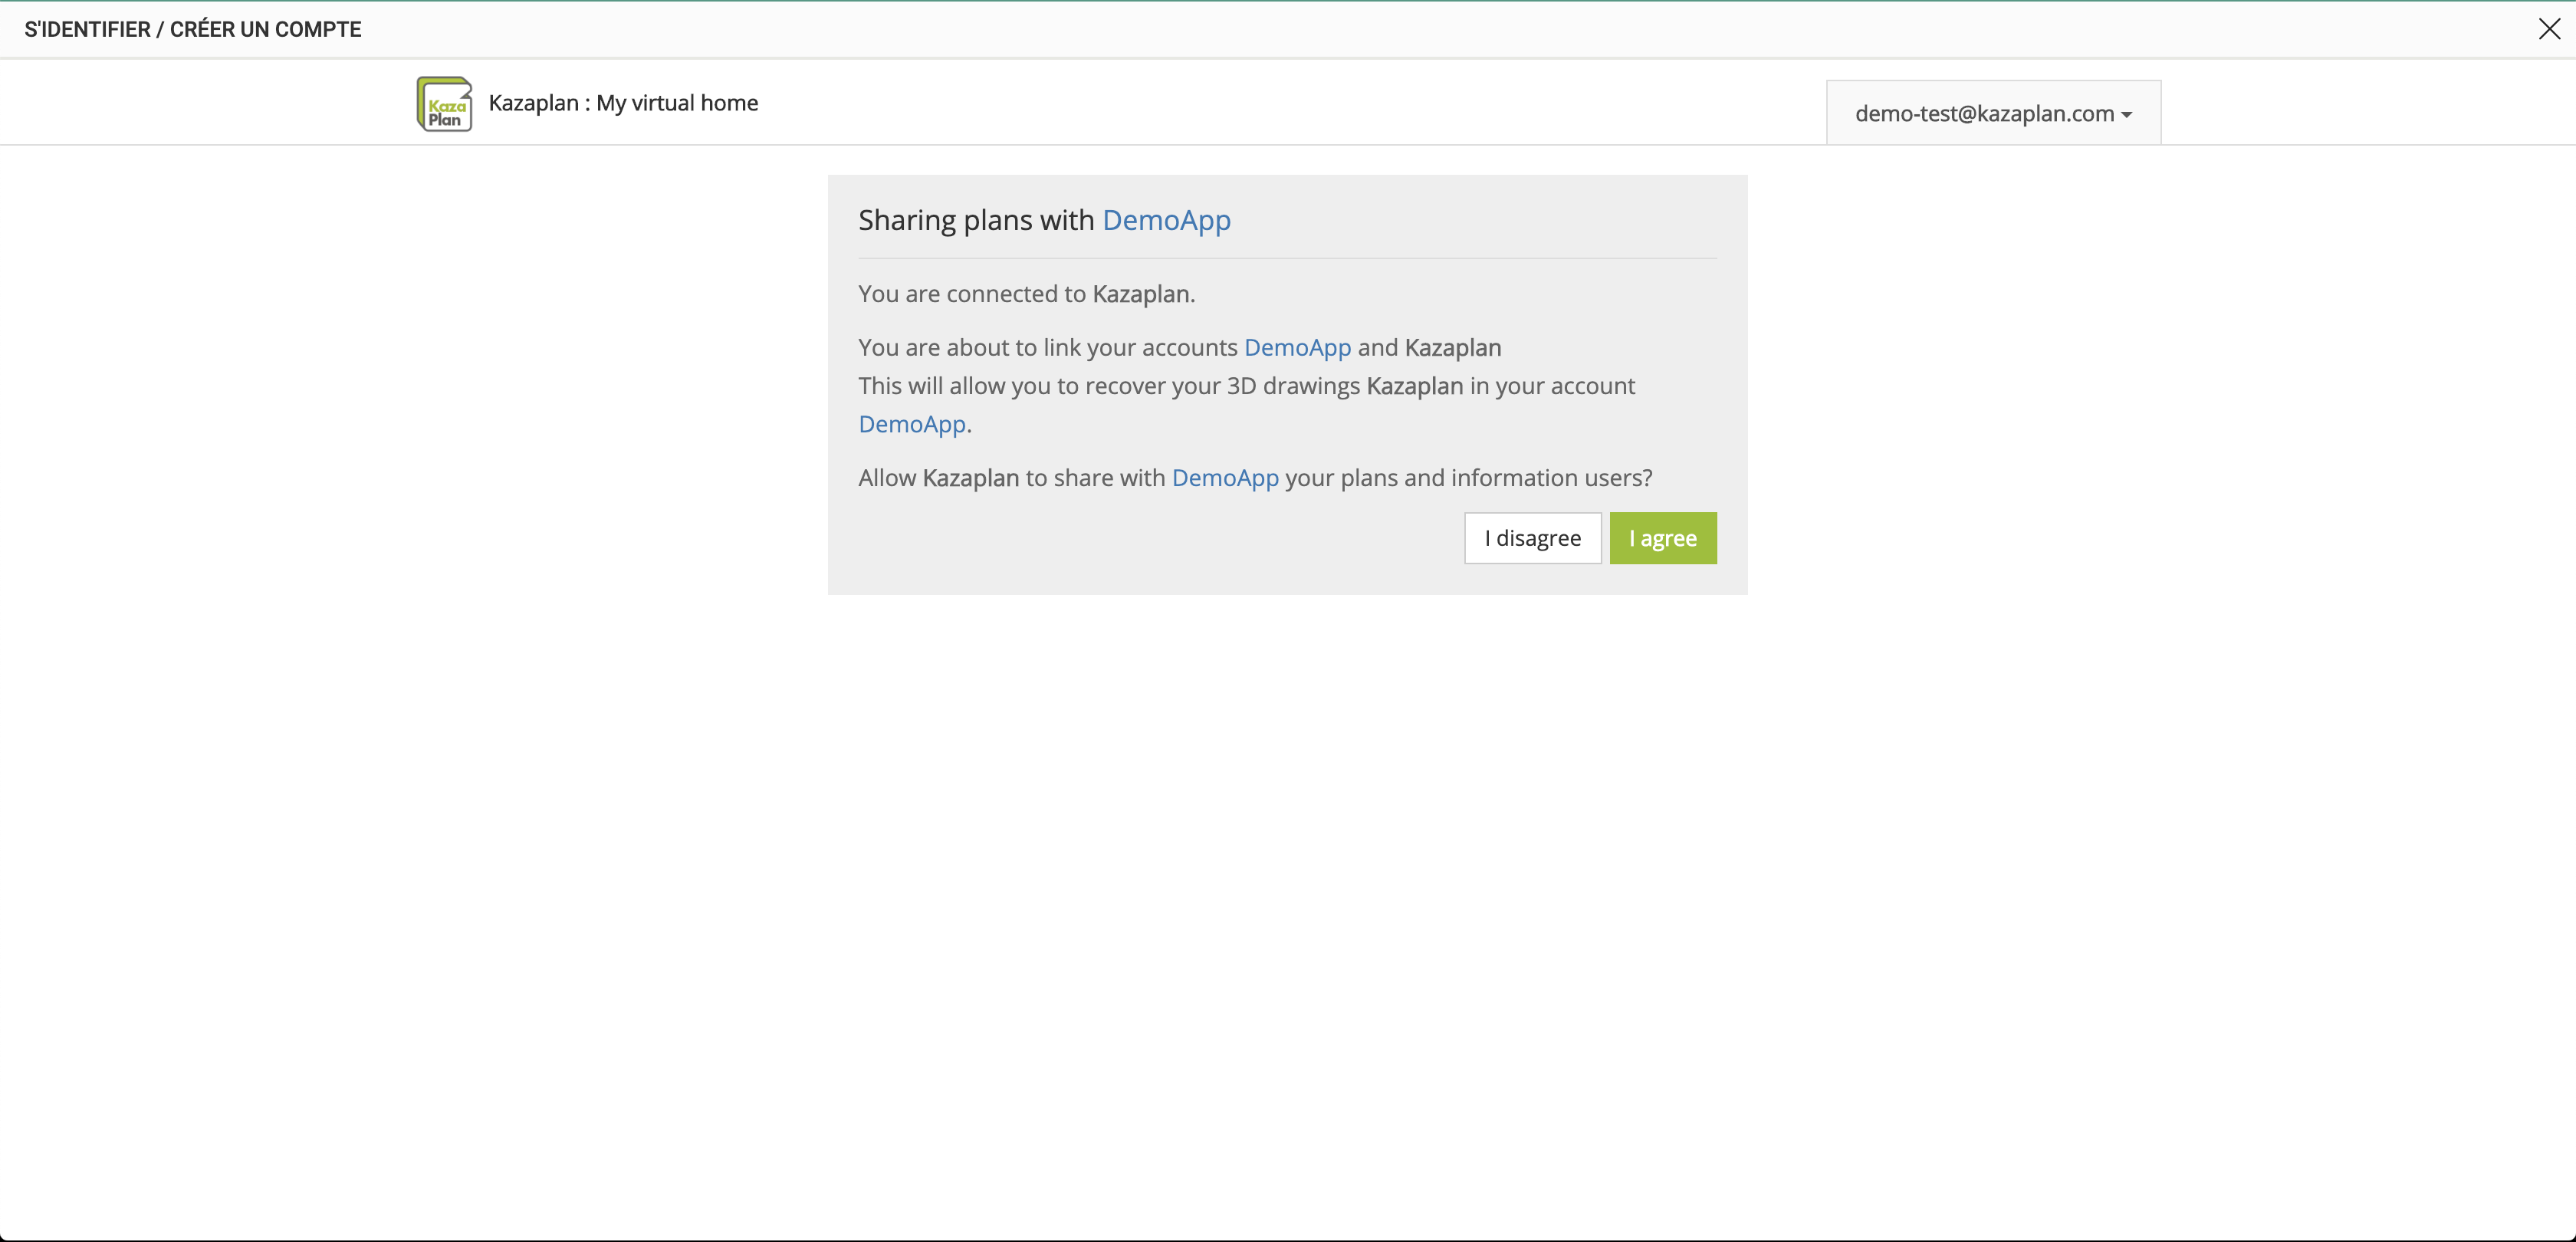 S'IDENTIFIER / CRÉER UN COMPTE
Kaza
Plan
Kazaplan : My virtual home
demo-test@kazaplan.com
Sharing plans with DemoApp
You are connected to Kazaplan.
You are about to link your accounts DemoApp and Kazaplan
This will allow you to recover your 3D drawings Kazaplan in your account
DemoApp.
Allow Kazaplan to share with DemoApp your plans and information users?
I disagree
I agree